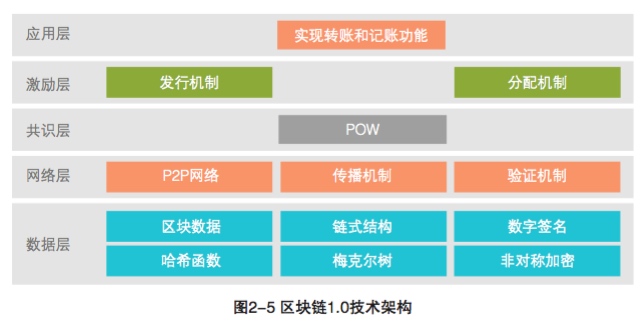 应用层 实现转账和记账功能
激励层 发行机制 分配机制
共识层 POW
网络层 P2P网络 传播机制 验证机制
区块数据 链式结构 数字签名
数据层
哈希函数 梅克尔树 非对称加密
图2-5 区块链1.0技术架构